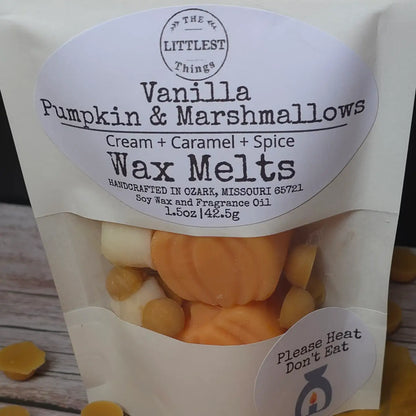 THE
LITTLEST
Things
Vanilla
Pumpkin & Marshmallows
Cream + Caramel + Spice
Wax Melts
HANDCRAFTED IN OZARK, MISSOURI 65721
Soy Wax and Fragrance Oil
1.5oz|42.5g
Please Heat
Don't Eat